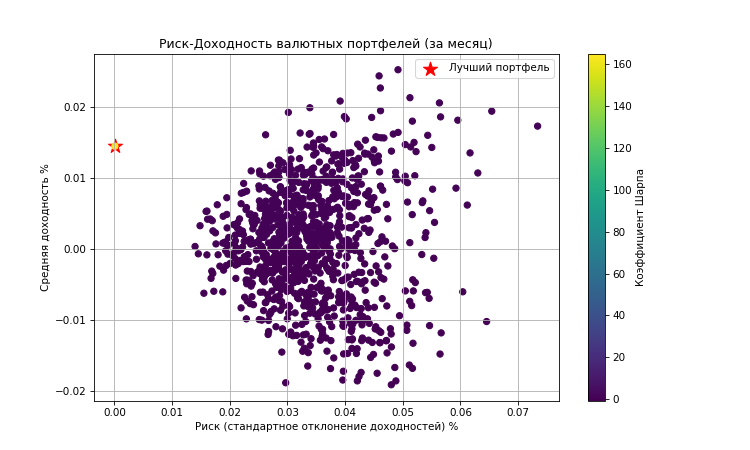 Риск-Доходность валютных портфелей (за месяц)
Лучший портфель
Средняя доходность %
0.02
0.01
0.00
−0.01
−0.02
0.00 0.01 0.02 0.03 0.04 0.05 0.06 0.07
Риск (стандартное отклонение доходностей) %
160
140
120
100
80
60
40
20
0
Коэффициент Шарпа